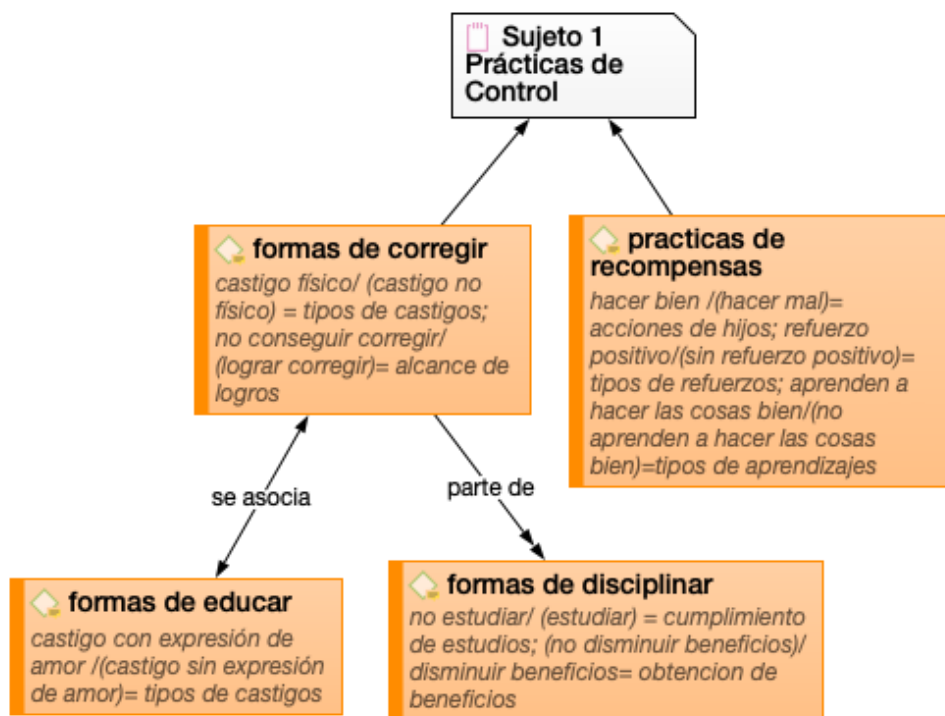 Sujeto 1
Prácticas de
Control
formas de corregir
castigo físico/ (castigo no
físico) = tipos de castigos;
no conseguir corregir/
(lograr corregir)= alcance de
logros
practicas de
recompensas
hacer bien /(hacer mal)=
acciones de hijos; refuerzo
positivo/(sin refuerzo positivo)=
tipos de refuerzos; aprenden a
hacer las cosas bien/(no
aprenden a hacer las cosas
bien)=tipos de aprendizajes
se asocia
parte de
formas de educar
castigo con expresión de
amor /(castigo sin expresión
de amor)= tipos de castigos
formas de disciplinar
no estudiar/ (estudiar) = cumplimiento
de estudios; (no disminuir beneficios)/
disminuir beneficios= obtencion de
beneficios